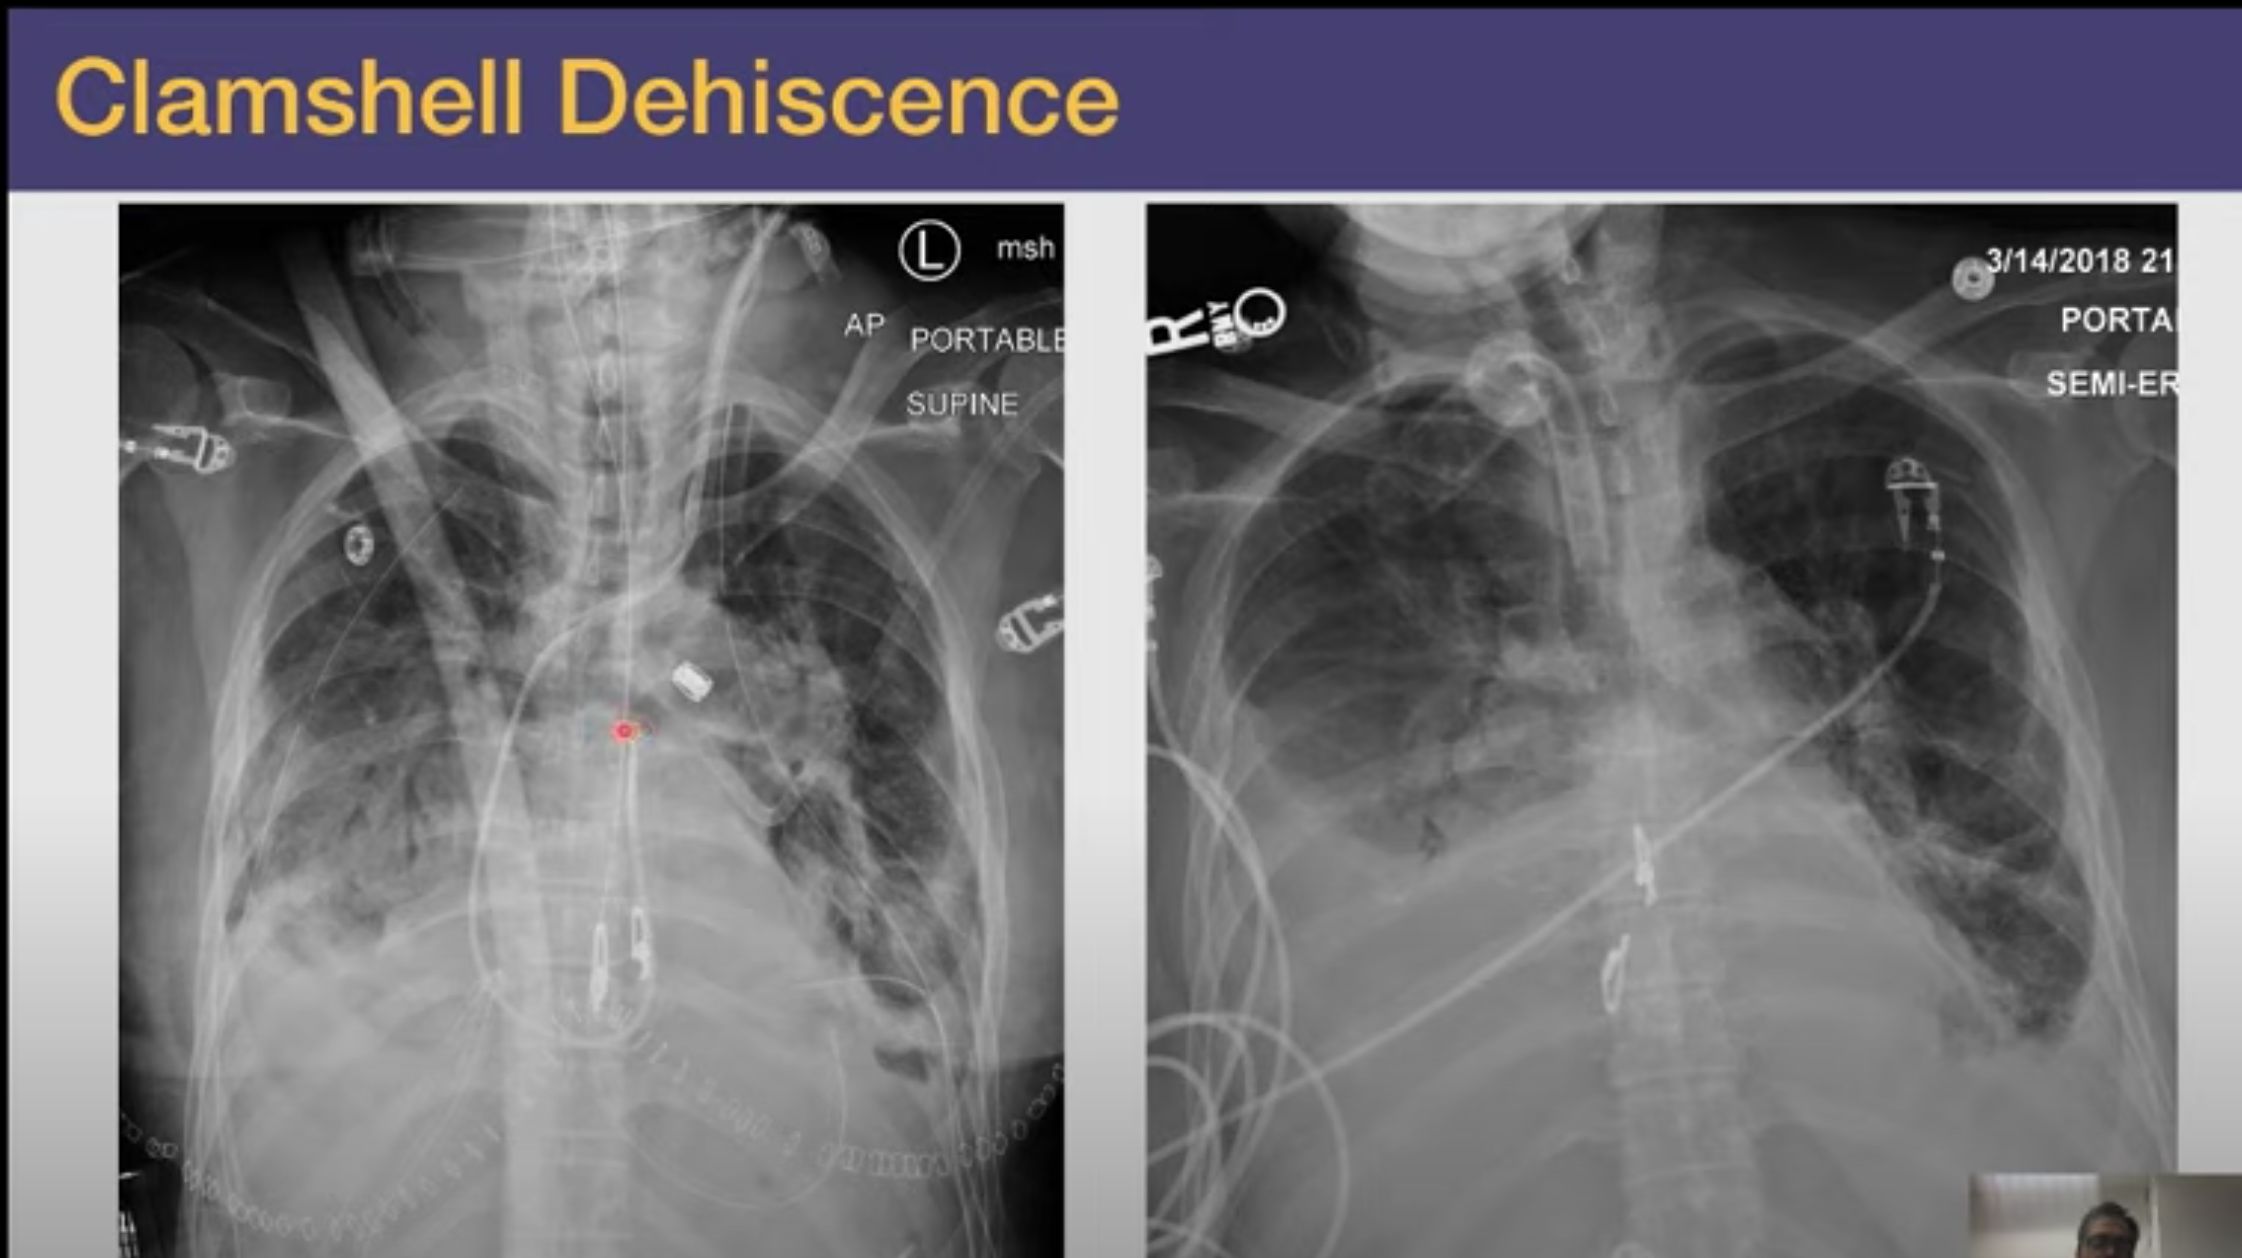 Clamshell Dehiscence
L
msh
AP
PORTABLE
SUPINE
R
3/14/2018 21
PORTA
SEMI-ER